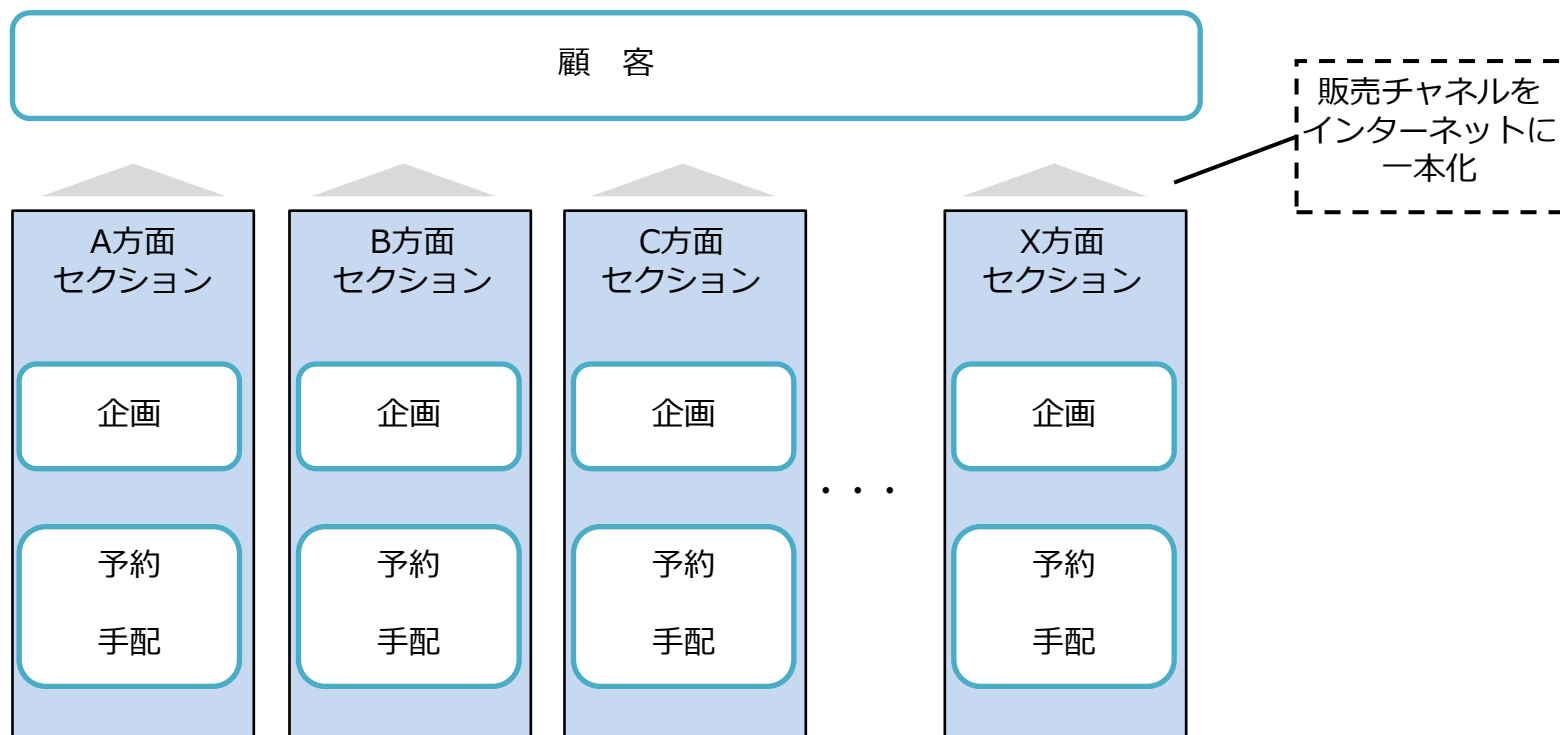 顧　客
販売チャネルを
インターネットに
一本化
A方面
セクション
B方面
セクション
C方面
セクション
X方面
セクション
企画
企画
企画
企画
・・・
予約
手配
予約
手配
予約
手配
予約
手配